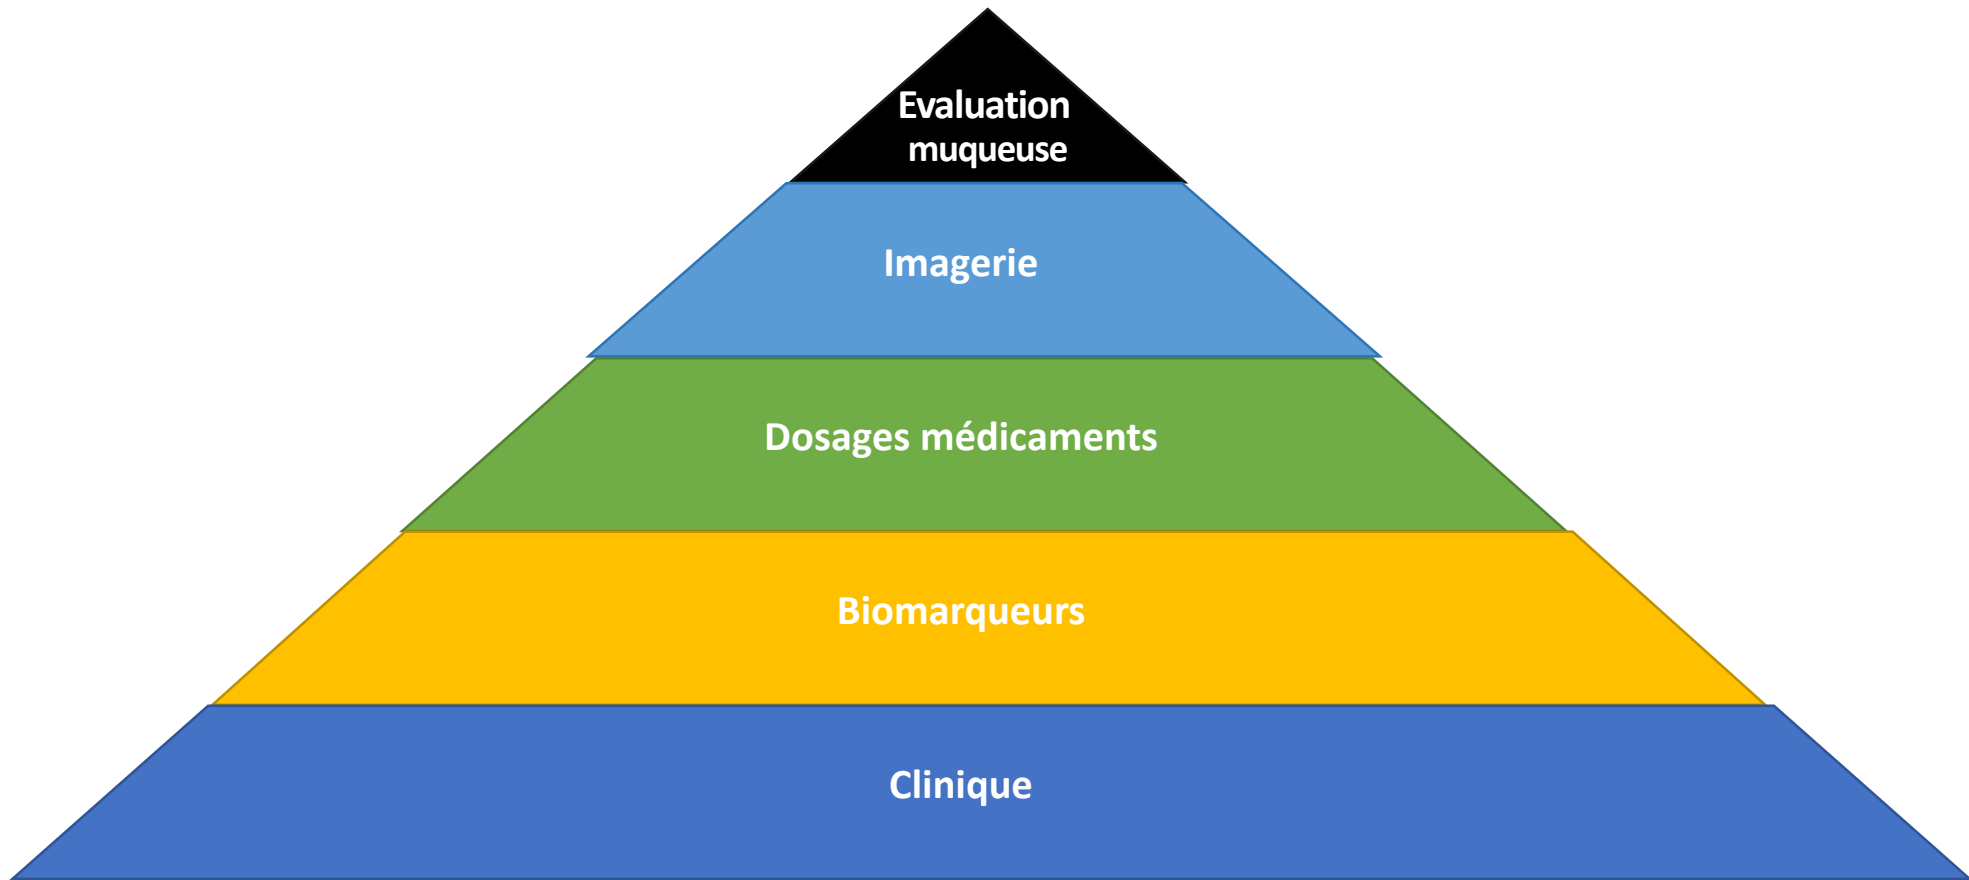 Evaluation
muqueuse
Imagerie
Dosages médicaments
Biomarqueurs
Clinique